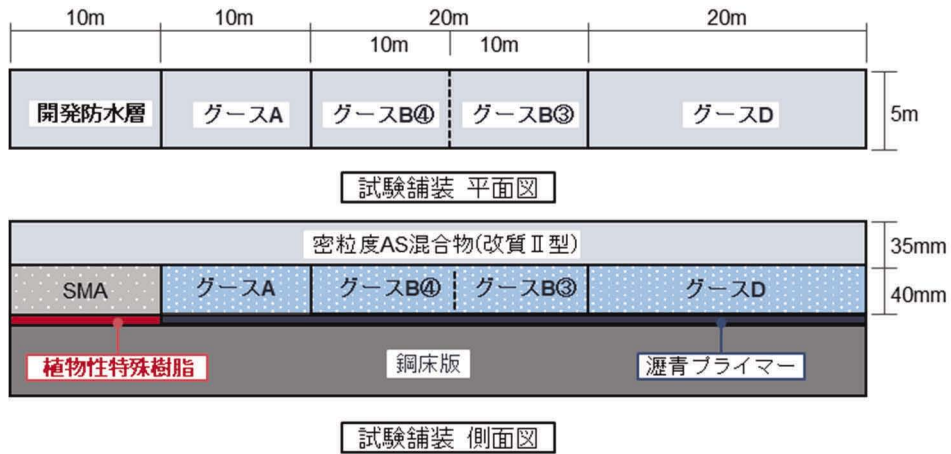 10m 10m 20m 20m
10m 10m
開発防水層 グースA グースB④ グースB③ グースD 5m
試験舗装 平面図
密粒度AS混合物(改質Ⅱ型) 35mm
SMA グースA グースB④ グースB③ グースD 40mm
植物性特殊樹脂 鋼床版 瀝青プライマー
試験舗装 側面図